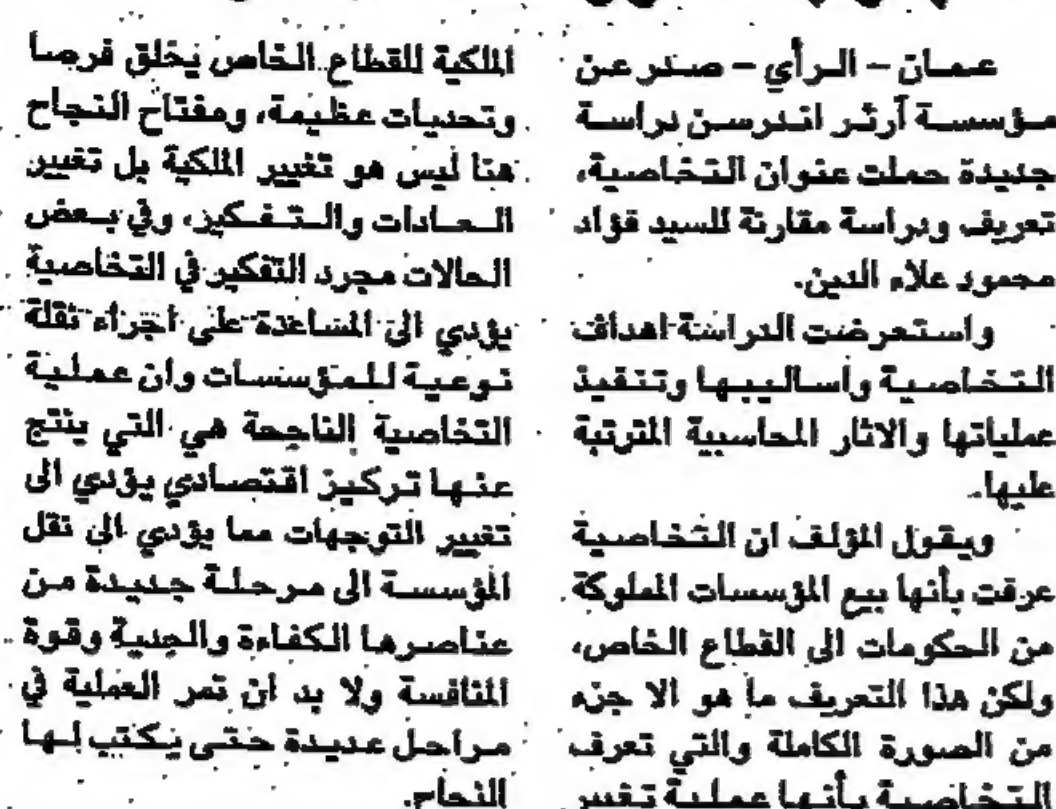 عمان – الرأي – صدر عن
مؤسسة آرثر اندرسن دراسة
جديدة حملت عنوان التخاصية،
تعريف ودراسة مقارنة للسيد فؤاد
محمود علاء الدين.
واستعرضت الدراسة اهداف
التخاصية وأساليبها وتنفيذ
عملياتها والاثار المحاسبية المترتبة
عليها.
ويقول المؤلف ان التخاصية
عرفت بأنها بيع المؤسسات المملوكة
من الحكومات الى القطاع الخاص،
ولكن هذا التعريف ما هو الا جزء
من الصورة الكاملة والتي تعرف
التخاصية بأنها عملية تغيير
الملكية للقطاع الخاص يخلق فرصا
وتحديات عظيمة، ومفتاح النجاح
هنا ليس هو تغيير الملكية بل تغيير
العادات والتفكير، وفي بعض
الحالات مجرد التفكير في التخاصية
يؤدي الى المساعدة على اجراء نقلة
نوعية للمؤسسات وان عملية
التخاصية الناجحة هي التي ينتج
عنها تركيز اقتصادي يؤدي الى
تغيير التوجهات مما يؤدي الى نقل
المؤسسة الى مرحلة جديدة من
عناصرها الكفاءة والجدية وقوة
المنافسة ولا بد ان تمر العملية في
مراحل عديدة حتى يكتب لها
النجاح.